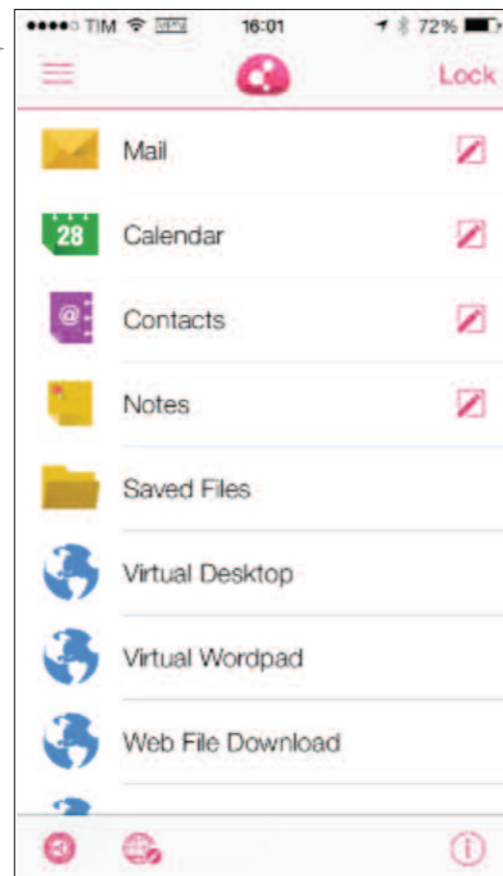 TIM VPN 16:01 72%
Lock
Mail
28 Calendar
@ Contacts
Notes
Saved Files
Virtual Desktop
Virtual Wordpad
Web File Download